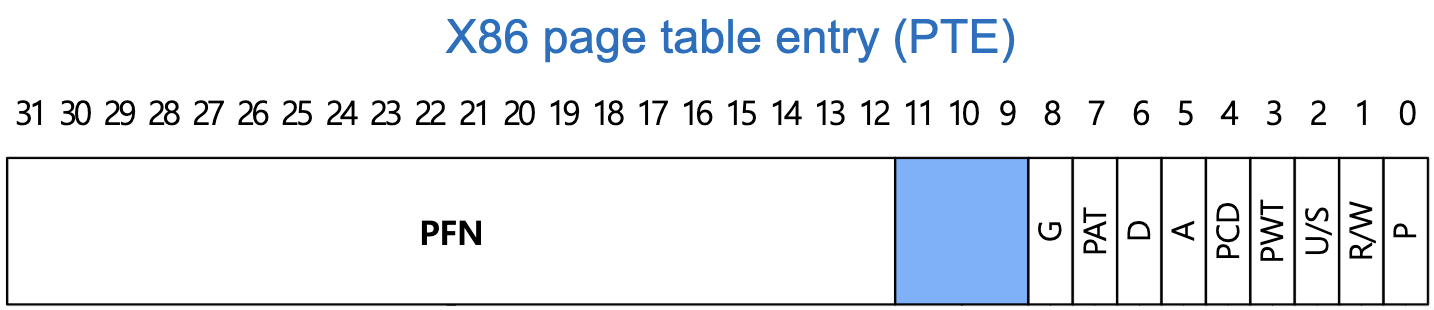 X86 page table entry (PTE)
31 30 29 28 27 26 25 24 23 22 21 20 19 18 17 16 15 14 13 12 11 10 9 8 7 6 5 4 3 2 1 0
PFN G PAT D A PCD PWT U/S R/W P